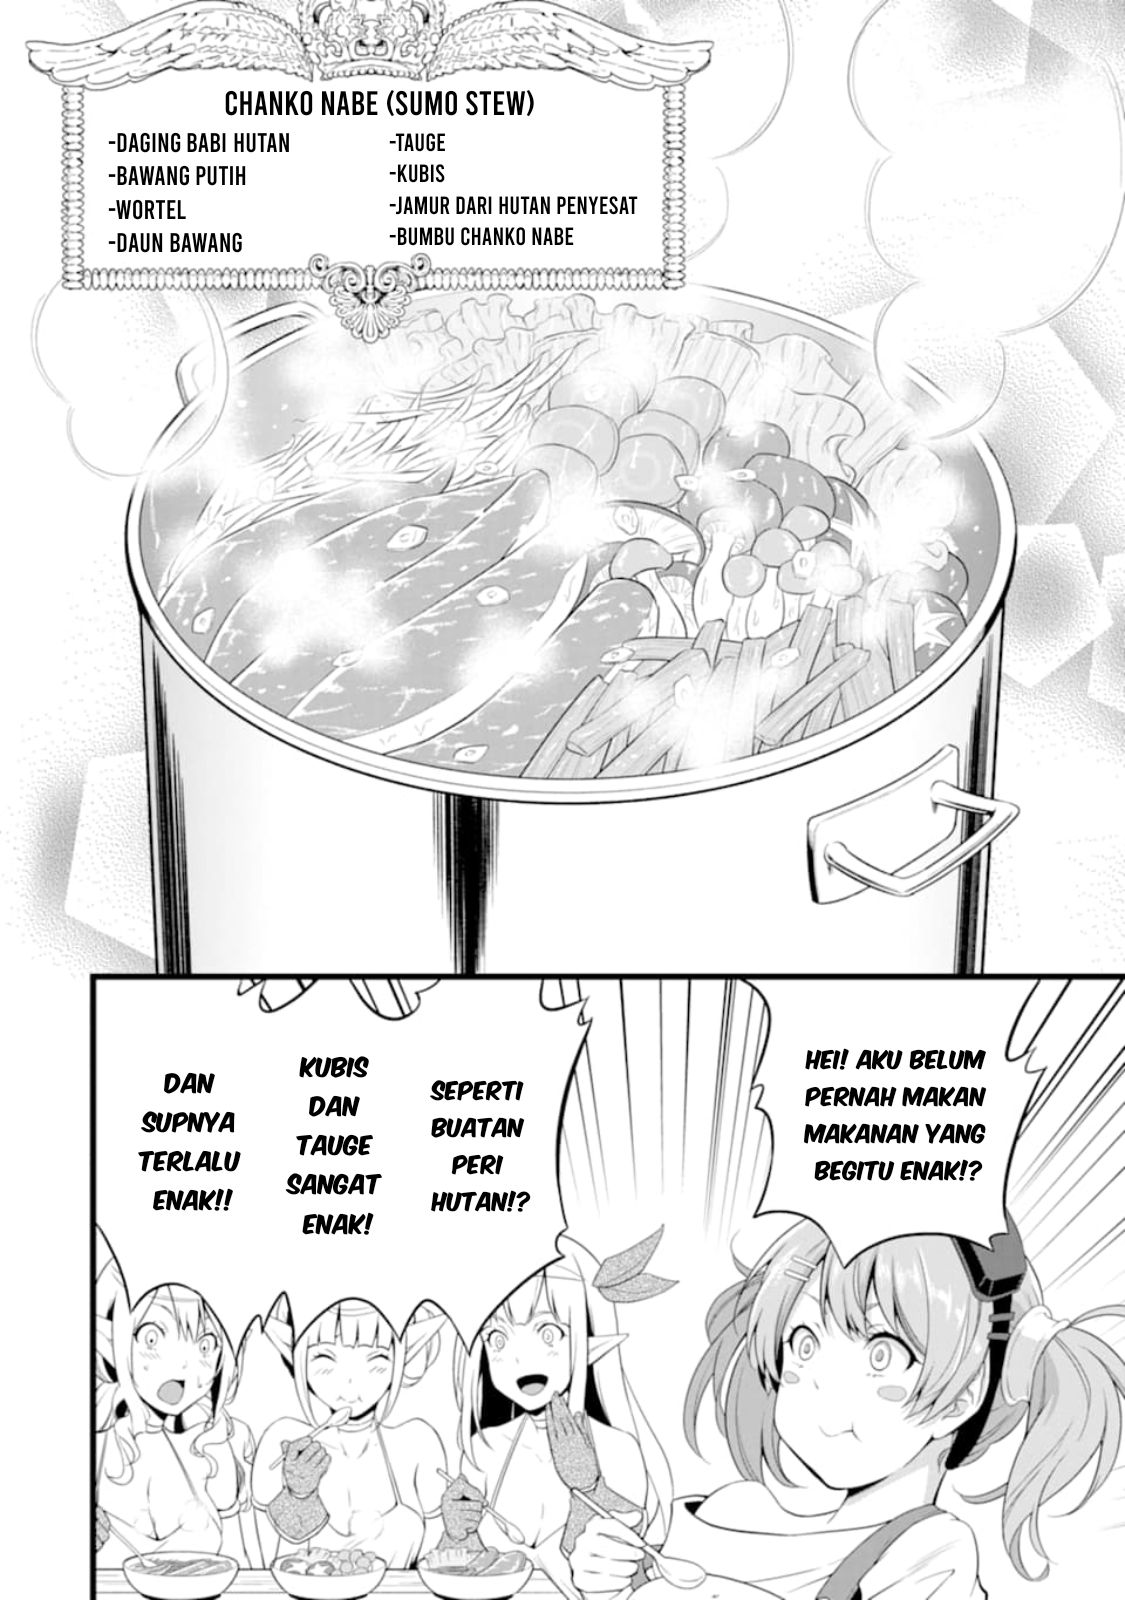 CHANKO NABE (SUMO STEW)
-DAGING BABI HUTAN
-BAWANG PUTIH
-WORTEL
-DAUN BAWANG
-TAUGE
-KUBIS
-JAMUR DARI HUTAN PENYESAT
-BUMBU CHANKO NABE
HEI! AKU BELUM
PERNAH MAKAN
MAKANAN YANG
BEGITU ENAK!?
SEPERTI
BUATAN
PERI
HUTAN!?
KUBIS
DAN
TAUGE
SANGAT
ENAK!
DAN
SUPNYA
TERLALU
ENAK!!